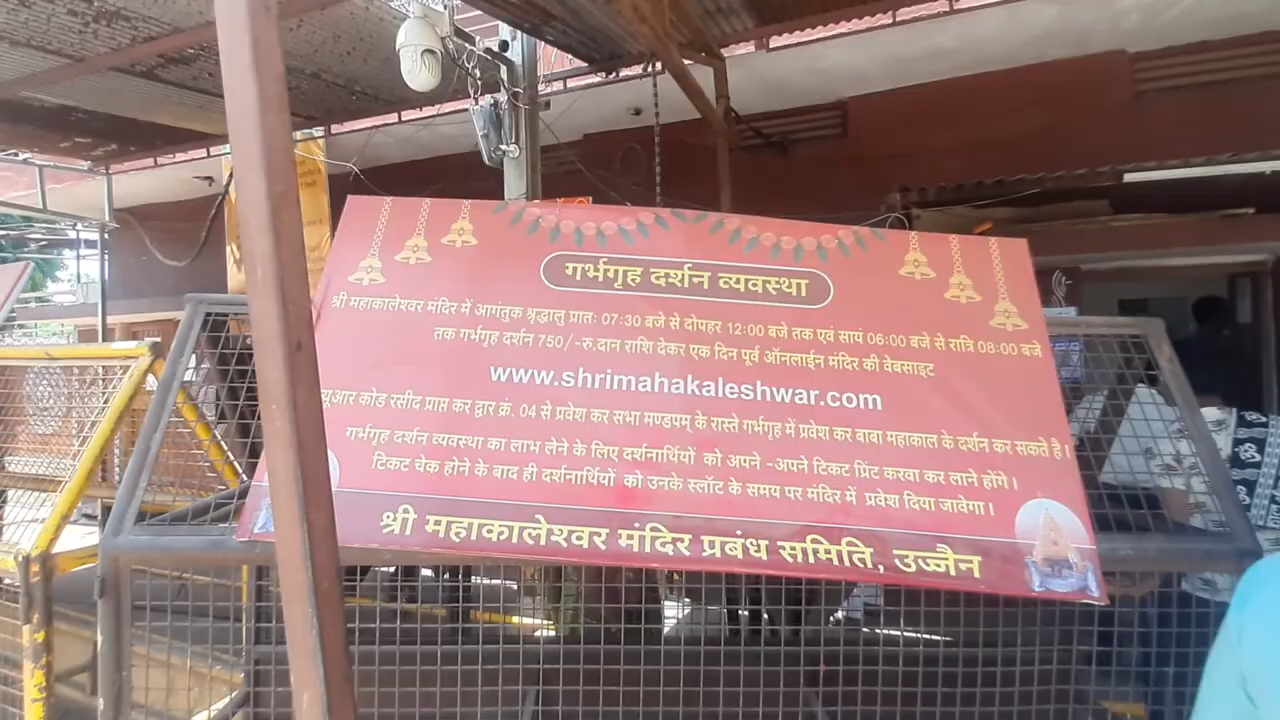 गर्भगृह दर्शन व्यवस्था
श्री महाकालेश्वर मंदिर में आगंतुक श्रृद्धालु प्रातः 07:30 बजे से दोपहर 12:00 बजे तक एवं सायं 06:00 बजे से रात्रि 08:00 बजे
तक गर्भगृह दर्शन 750/-रु.दान राशि देकर एक दिन पूर्व ऑनलाईन मंदिर की वेबसाइट
www.shrimahakaleshwar.com
कोड रसीद प्राप्त कर द्वार क्रं. 04 से प्रवेश कर सभा मण्डपम् के रास्ते गर्भगृह में प्रवेश कर बाबा महाकाल के दर्शन कर सकते है।
गर्भगृह दर्शन व्यवस्था का लाभ लेने के लिए दर्शनार्थियों को अपने -अपने टिकट प्रिंट करवा कर लाने होंगे।
टिकट चेक होने के बाद ही दर्शनार्थियों को उनके स्लॉट के समय पर मंदिर में प्रवेश दिया जावेगा।
श्री महाकालेश्वर मंदिर प्रबंध समिति, उज्जैन